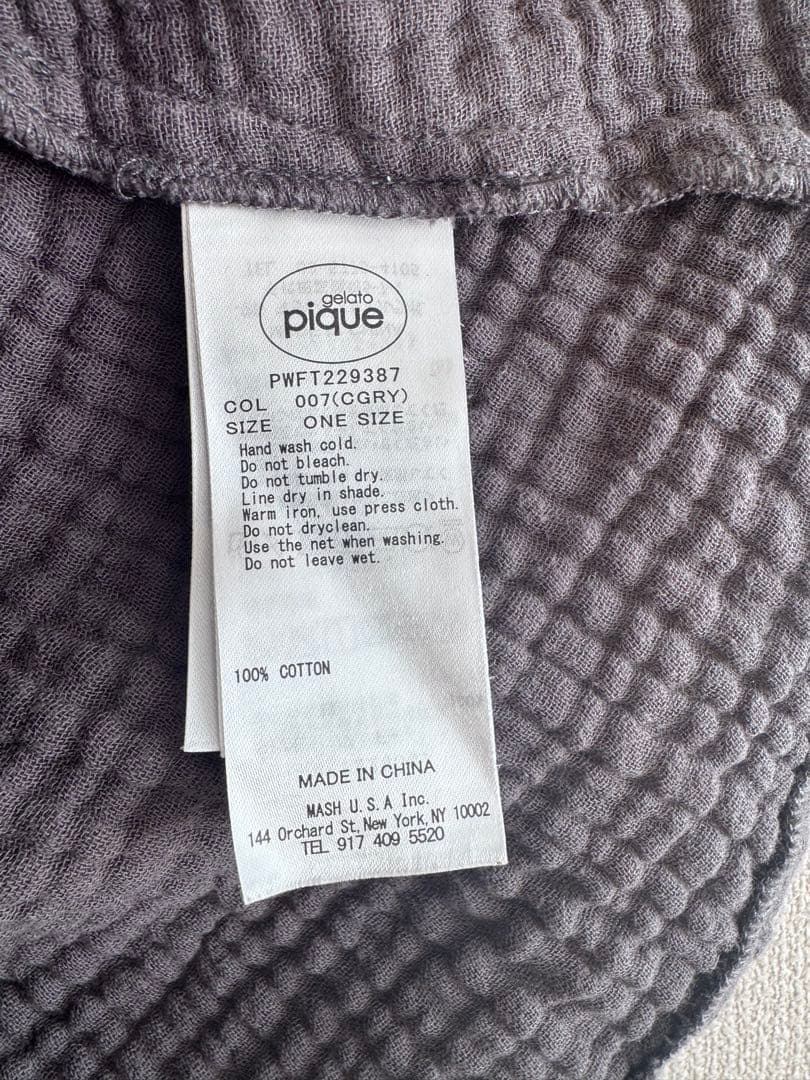 gelato
pique
PWFT229387
COL 007(CGRY)
SIZE ONE SIZE
Hand wash cold.
Do not bleach.
Do not tumble dry.
Line dry in shade.
Warm iron, use press cloth.
Do not dryclean.
Use the net when washing.
Do not leave wet.
100% COTTON
MADE IN CHINA
MASH U.S.A Inc.
144 Orchard St, New York, NY 10002
TEL 917 409 5520